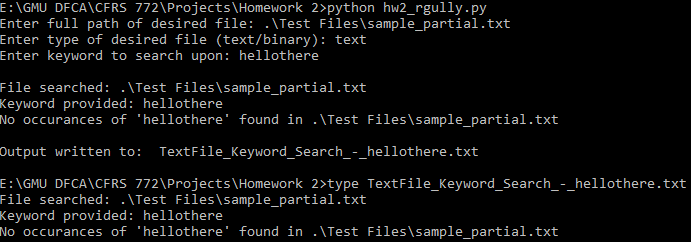 E:\GMU DFCA\CFRS 772\Projects\Homework 2>python hw2_rgully.py
Enter full path of desired file: .\Test Files\sample_partial.txt
Enter type of desired file (text/binary): text
Enter keyword to search upon: hellothere
File searched: .\Test Files\sample_partial.txt
Keyword provided: hellothere
No occurances of 'hellothere' found in .\Test Files\sample_partial.txt
Output written to:  TextFile_Keyword_Search_-_hellothere.txt
E:\GMU DFCA\CFRS 772\Projects\Homework 2>type TextFile_Keyword_Search_-_hellothere.txt
File searched: .\Test Files\sample_partial.txt
Keyword provided: hellothere
No occurances of 'hellothere' found in .\Test Files\sample_partial.txt